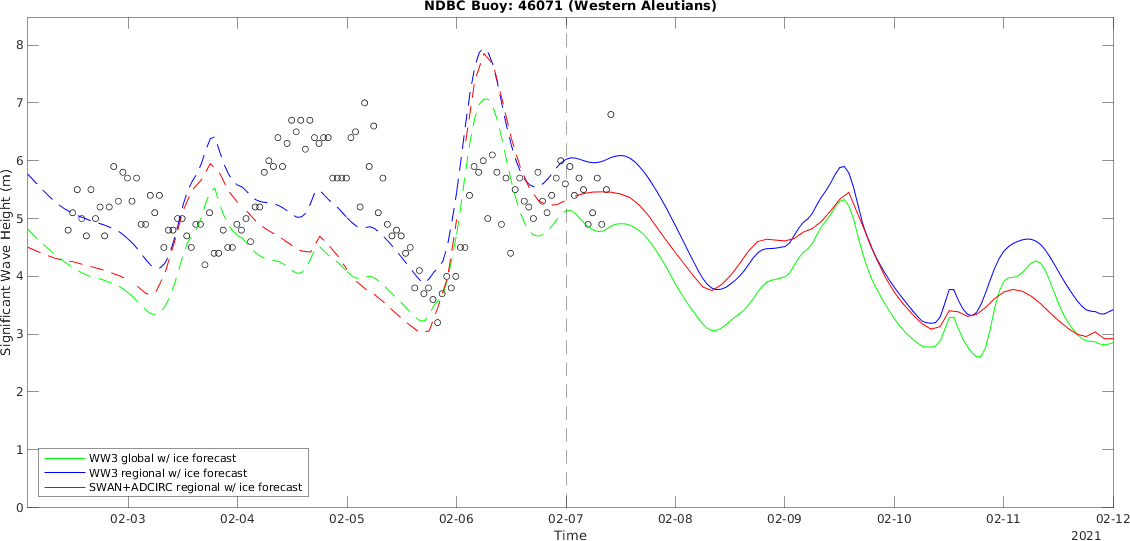 NDBC Buoy: 46071 (Western Aleutians)
Significant Wave Height (m)
8
7
6
5
4
3
2
1
0
WW3 global w/ ice forecast
WW3 regional w/ ice forecast
SWAN+ADCIRC regional w/ ice forecast
02-03 02-04 02-05 02-06 02-07 02-08 02-09 02-10 02-11 02-12
Time
2021